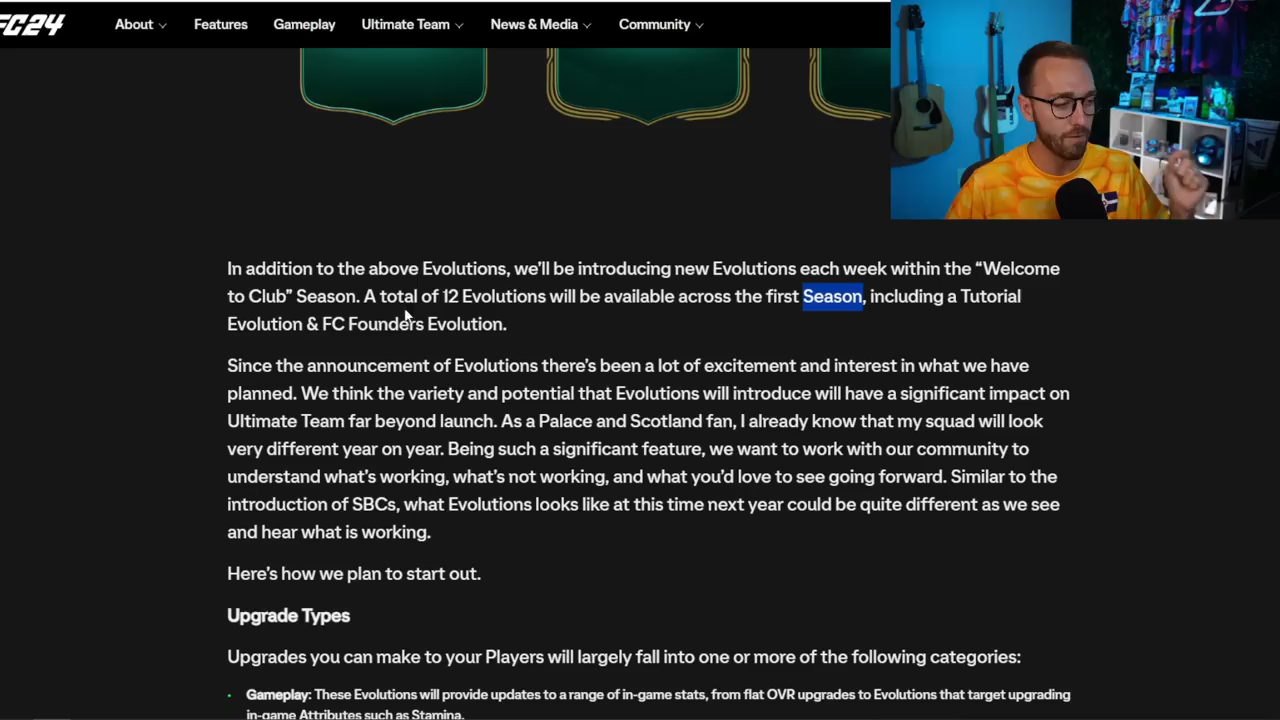 FC24
About
Features
Gameplay
Ultimate Team
News & Media
Community
In addition to the above Evolutions, we'll be introducing new Evolutions each week within the “Welcome
to Club” Season. A total of 12 Evolutions will be available across the first Season, including a Tutorial
Evolution & FC Founders Evolution.
Since the announcement of Evolutions there's been a lot of excitement and interest in what we have
planned. We think the variety and potential that Evolutions will introduce will have a significant impact on
Ultimate Team far beyond launch. As a Palace and Scotland fan, I already know that my squad will look
very different year on year. Being such a significant feature, we want to work with our community to
understand what's working, what's not working, and what you'd love to see going forward. Similar to the
introduction of SBCs, what Evolutions looks like at this time next year could be quite different as we see
and hear what is working.
Here's how we plan to start out.
Upgrade Types
Upgrades you can make to your Players will largely fall into one or more of the following categories:
• Gameplay: These Evolutions will provide updates to a range of in-game stats, from flat OVR upgrades to Evolutions that target upgrading
in-game Attributes such as Stamina.